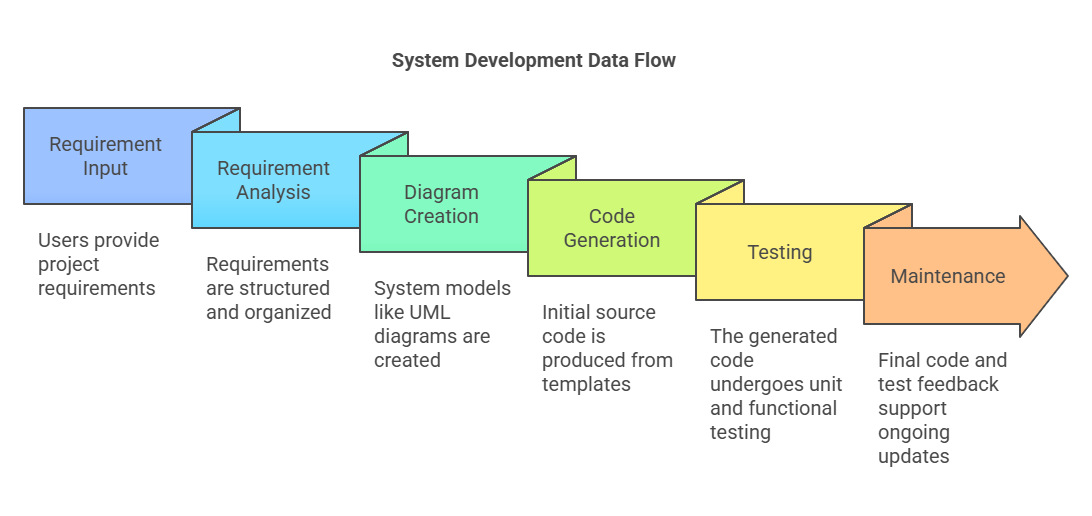 System Development Data Flow
Requirement
Input
Users provide
project
requirements
Requirement
Analysis
Requirements
are structured
and organized
Diagram
Creation
System models
like UML
diagrams are
created
Code
Generation
Initial source
code is
produced from
templates
Testing
The generated
code
undergoes unit
and functional
testing
Maintenance
Final code and
test feedback
support
ongoing
updates